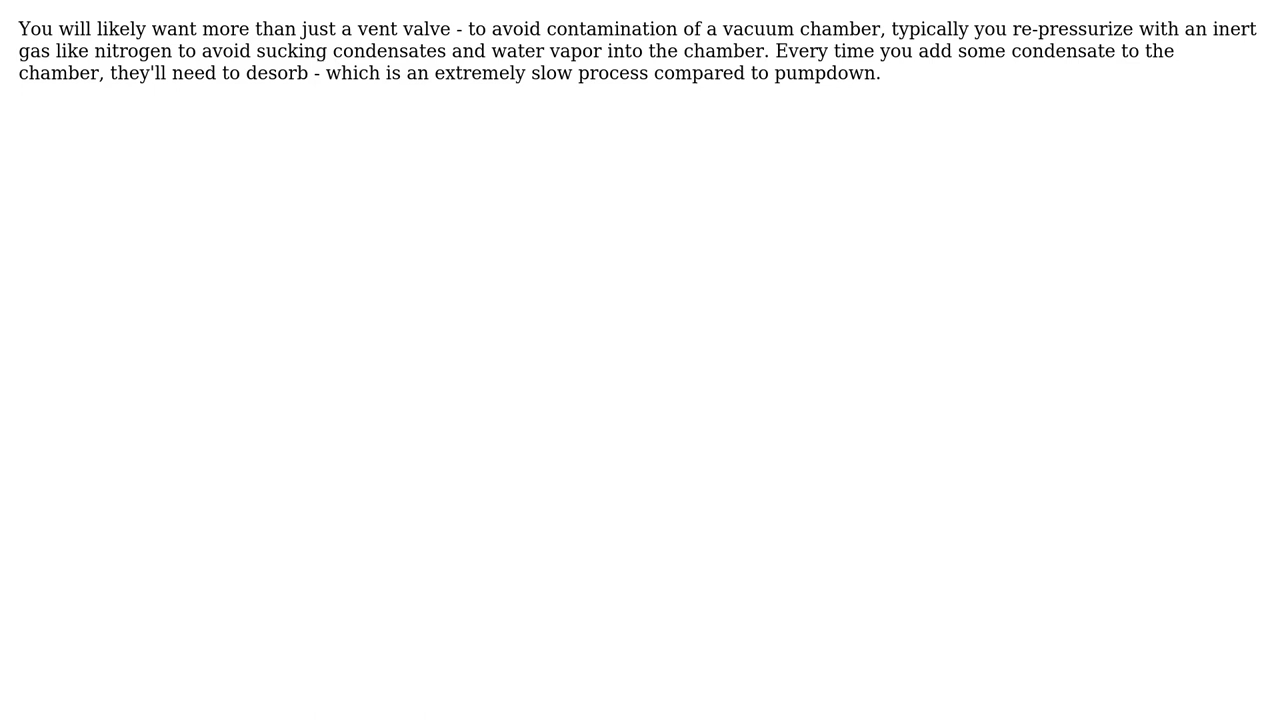 You will likely want more than just a vent valve - to avoid contamination of a vacuum chamber, typically you re-pressurize with an inert
gas like nitrogen to avoid sucking condensates and water vapor into the chamber. Every time you add some condensate to the
chamber, they'll need to desorb - which is an extremely slow process compared to pumpdown.